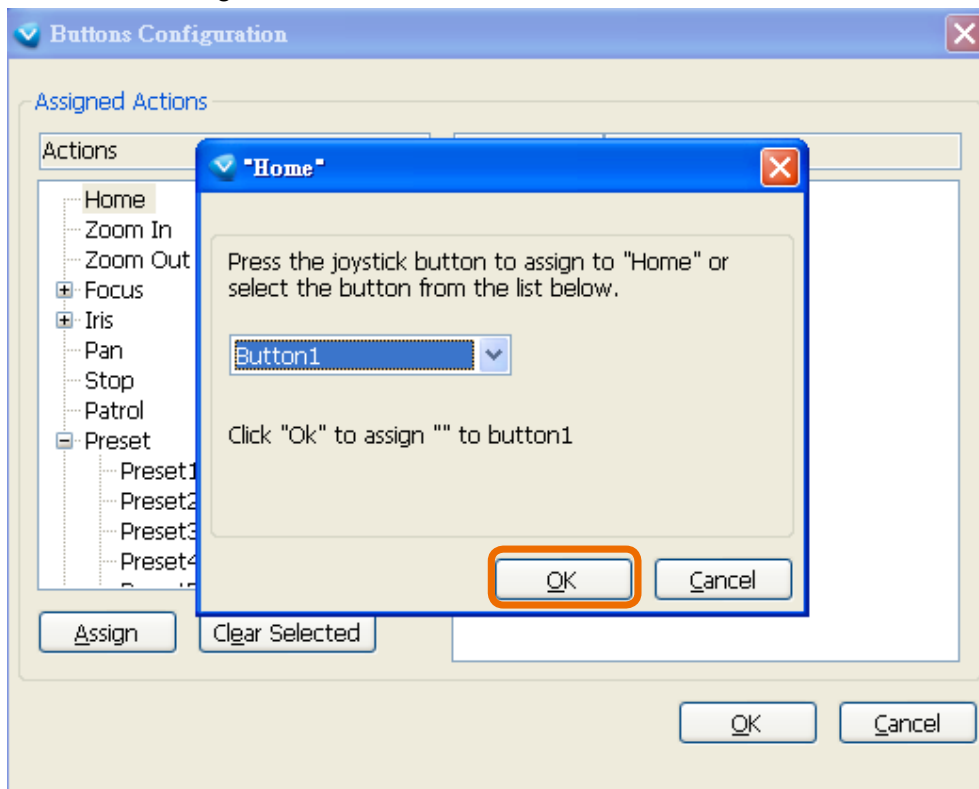 Buttons Configuration
Assigned Actions
Actions
"Home"
Home
Zoom In
Zoom Out
Focus
Iris
Pan
Stop
Patrol
Preset
Preset1
Preset2
Preset3
Preset4
Press the joystick button to assign to "Home" or
select the button from the list below.
Button1
Click "Ok" to assign "" to button1
OK Cancel
Assign Clear Selected
OK Cancel